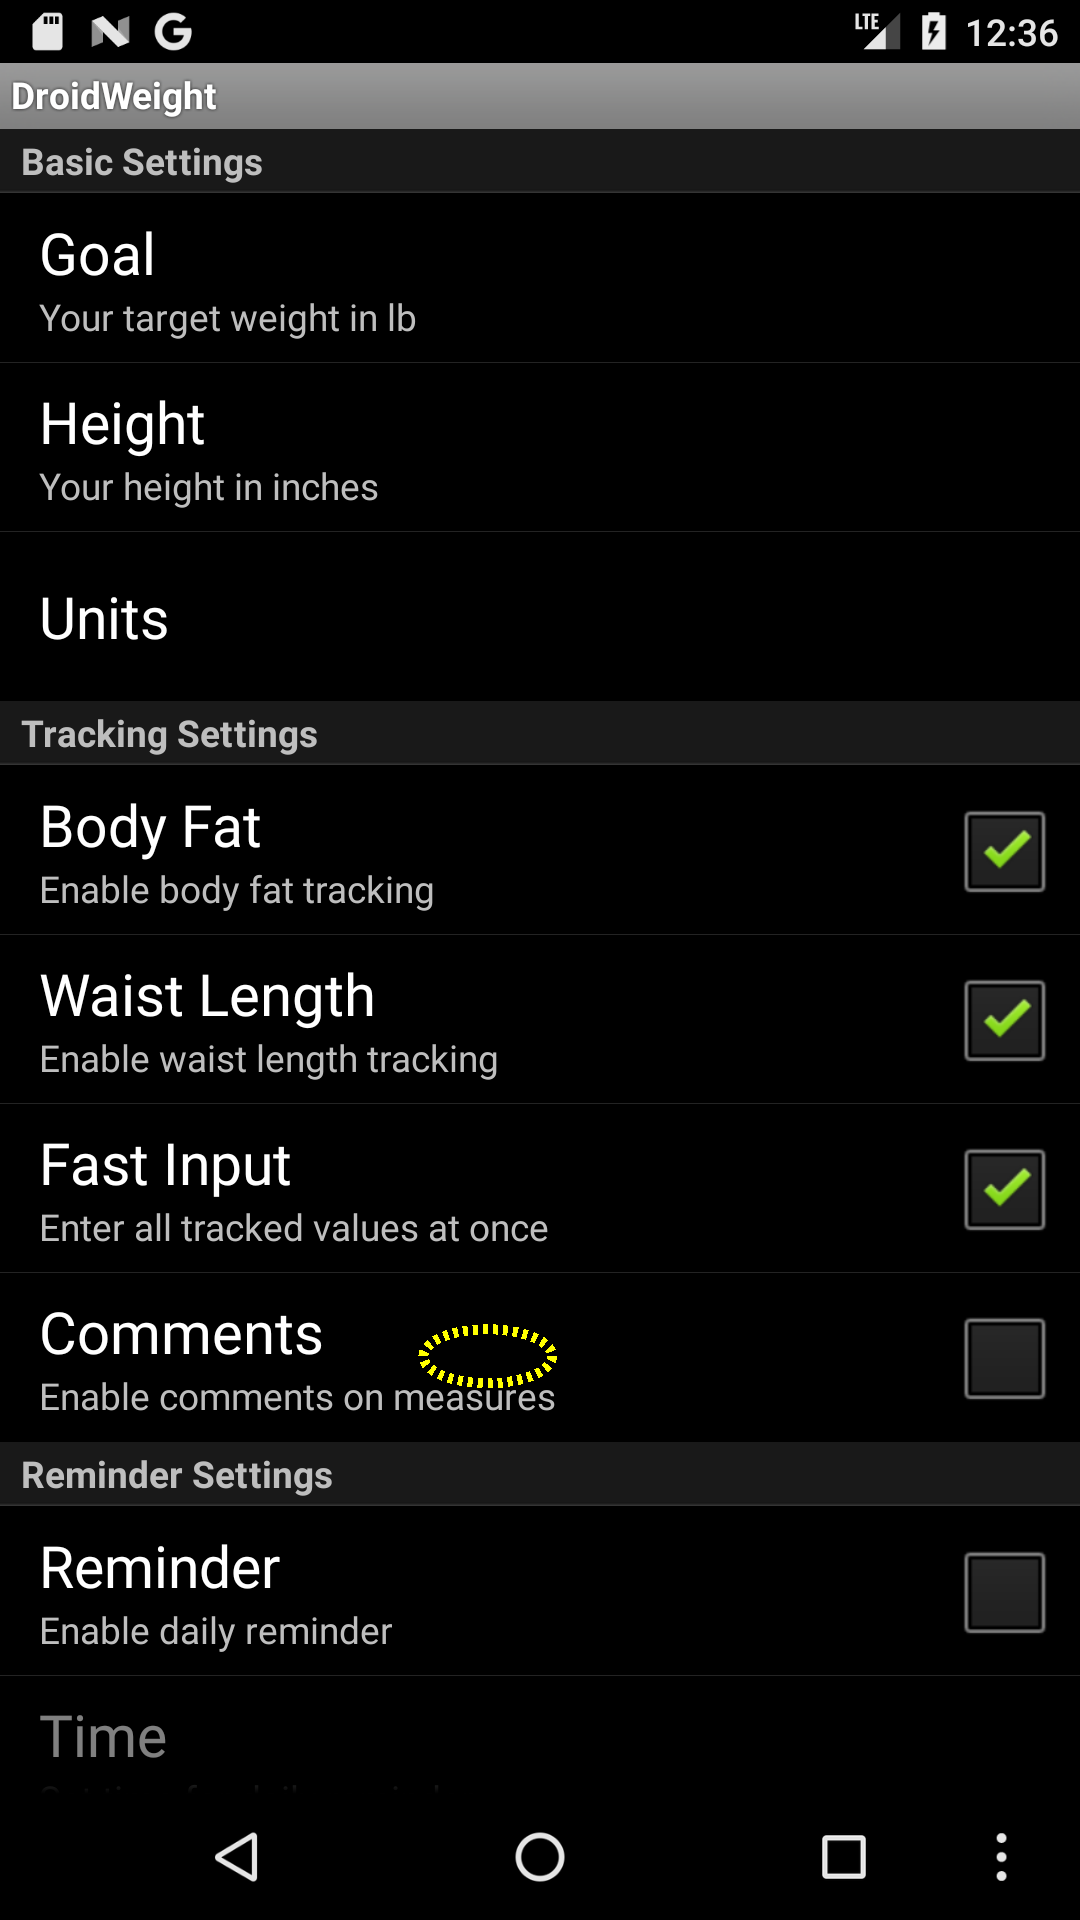 LTE 12:36
DroidWeight
Basic Settings
Goal
Your target weight in lb
Height
Your height in inches
Units
Tracking Settings
Body Fat
Enable body fat tracking
Waist Length
Enable waist length tracking
Fast Input
Enter all tracked values at once
Comments
Enable comments on measures
Reminder Settings
Reminder
Enable daily reminder
Time